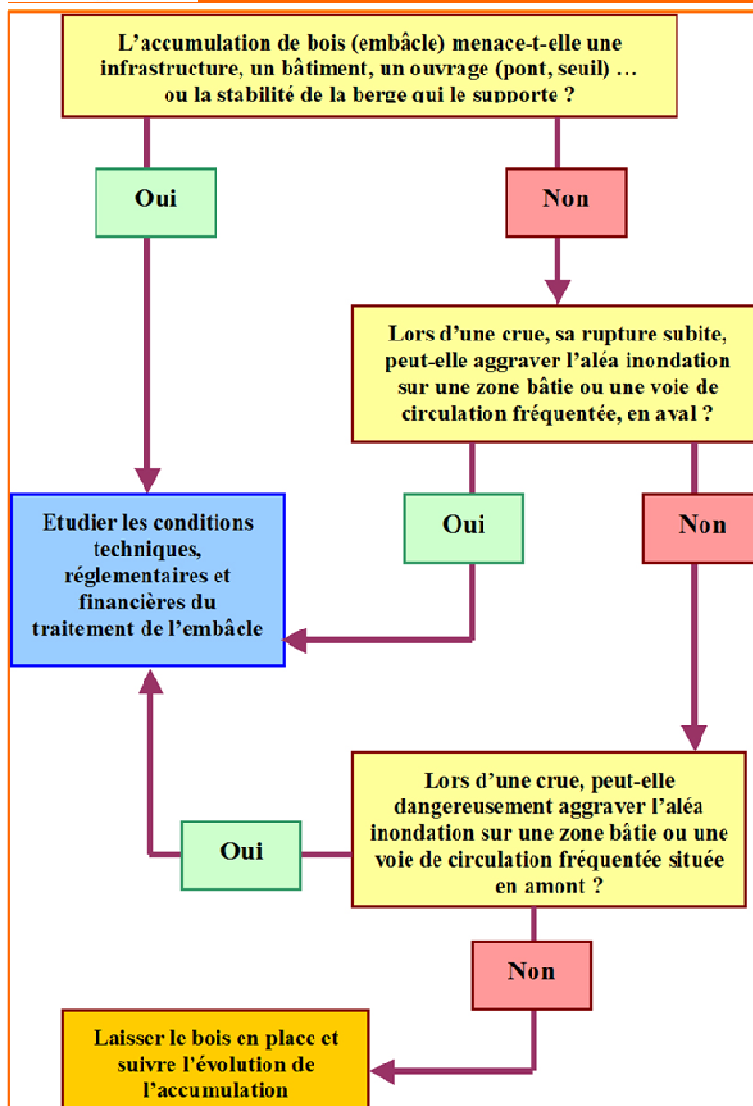 L’accumulation de bois (embâcle) menace-t-elle une
infrastructure, un bâtiment, un ouvrage (pont, seuil) …
ou la stabilité de la berge qui le supporte ?
Oui
Non
Lors d’une crue, sa rupture subite,
peut-elle aggraver l’aléa inondation
sur une zone bâtie ou une voie de
circulation fréquentée, en aval ?
Oui
Non
Etudier les conditions
techniques,
réglementaires et
financières du
traitement de l’embâcle
Lors d’une crue, peut-elle
dangereusement aggraver l’aléa
inondation sur une zone bâtie ou une
voie de circulation fréquentée située
en amont ?
Oui
Non
Laisser le bois en place et
suivre l’évolution de
l’accumulation